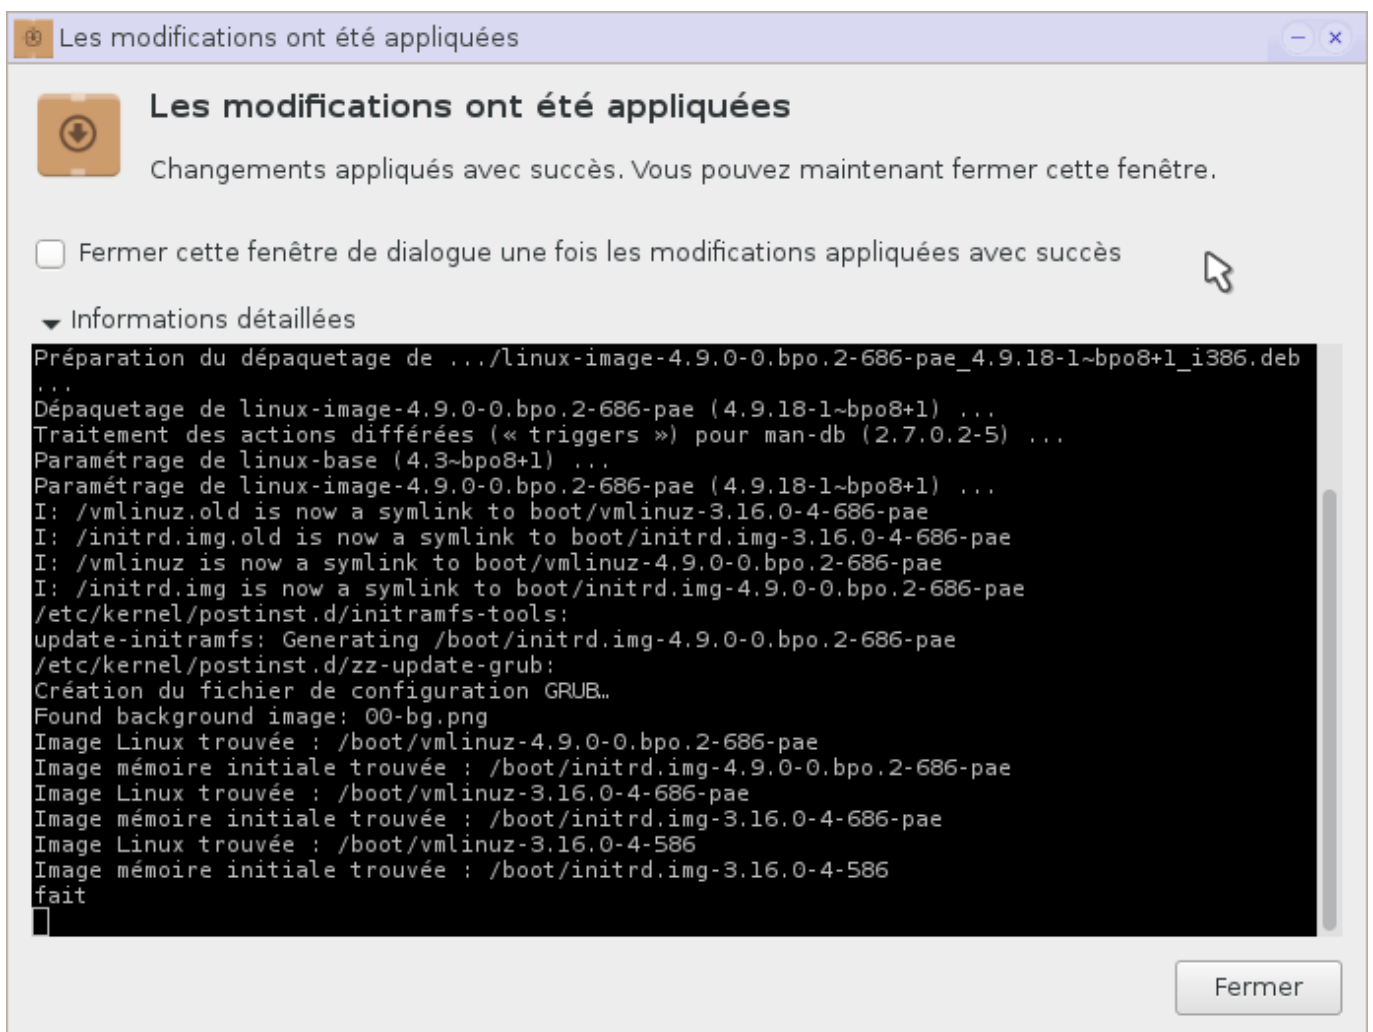 Les modifications ont été appliquées
Les modifications ont été appliquées
Changements appliqués avec succès. Vous pouvez maintenant fermer cette fenêtre.
Fermer cette fenêtre de dialogue une fois les modifications appliquées avec succès
Informations détaillées
Préparation du dépaquetage de .../linux-image-4.9.0-0.bpo.2-686-pae_4.9.18-1~bpo8+1_i386.deb
...
Dépaquetage de linux-image-4.9.0-0.bpo.2-686-pae (4.9.18-1~bpo8+1) ...
Traitement des actions différées (« triggers ») pour man-db (2.7.0.2-5) ...
Paramétrage de linux-base (4.3~bpo8+1) ...
Paramétrage de linux-image-4.9.0-0.bpo.2-686-pae (4.9.18-1~bpo8+1) ...
I: /vmlinuz.old is now a symlink to boot/vmlinuz-3.16.0-4-686-pae
I: /initrd.img.old is now a symlink to boot/initrd.img-3.16.0-4-686-pae
I: /vmlinuz is now a symlink to boot/vmlinuz-4.9.0-0.bpo.2-686-pae
I: /initrd.img is now a symlink to boot/initrd.img-4.9.0-0.bpo.2-686-pae
/etc/kernel/postinst.d/initramfs-tools:
update-initramfs: Generating /boot/initrd.img-4.9.0-0.bpo.2-686-pae
/etc/kernel/postinst.d/zz-update-grub:
Création du fichier de configuration GRUB…
Found background image: 00-bg.png
Image Linux trouvée : /boot/vmlinuz-4.9.0-0.bpo.2-686-pae
Image mémoire initiale trouvée : /boot/initrd.img-4.9.0-0.bpo.2-686-pae
Image Linux trouvée : /boot/vmlinuz-3.16.0-4-686-pae
Image mémoire initiale trouvée : /boot/initrd.img-3.16.0-4-686-pae
Image Linux trouvée : /boot/vmlinuz-3.16.0-4-586
Image mémoire initiale trouvée : /boot/initrd.img-3.16.0-4-586
fait
Fermer